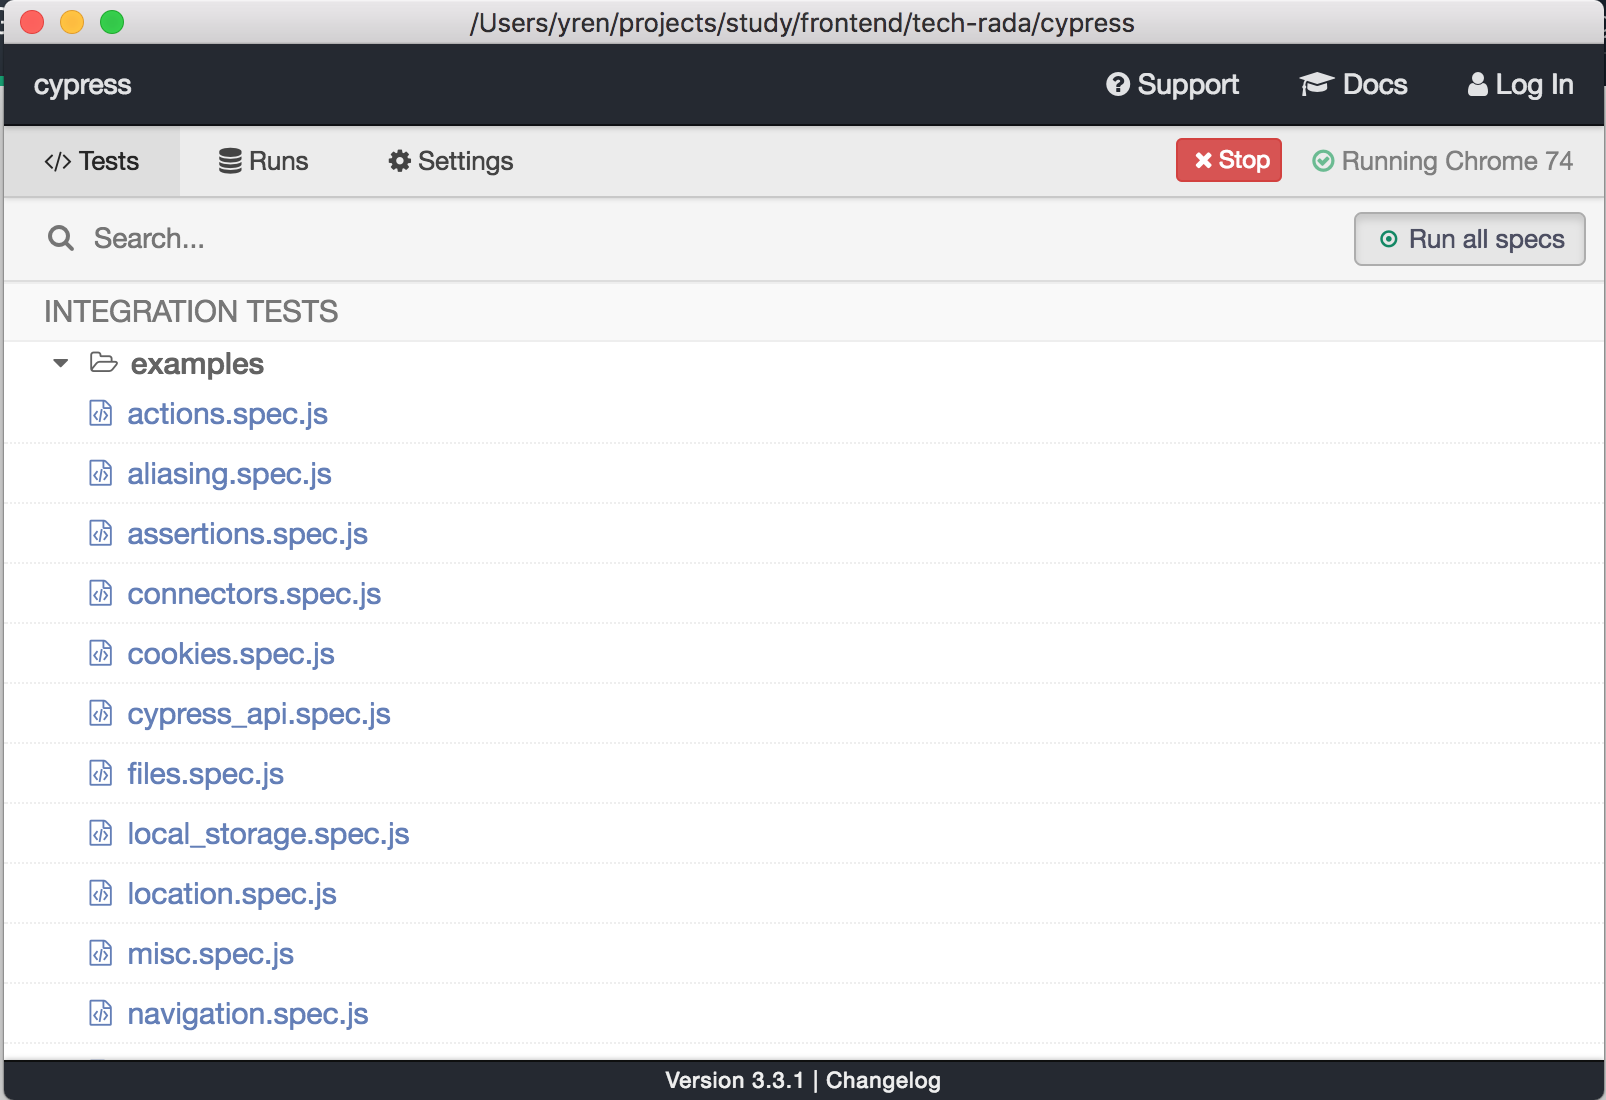 /Users/yren/projects/study/frontend/tech-rada/cypress
cypress Support Docs Log In
Tests Runs Settings Stop Running Chrome 74
Search... Run all specs
INTEGRATION TESTS
examples
actions.spec.js
aliasing.spec.js
assertions.spec.js
connectors.spec.js
cookies.spec.js
cypress_api.spec.js
files.spec.js
local_storage.spec.js
location.spec.js
misc.spec.js
navigation.spec.js
Version 3.3.1 | Changelog